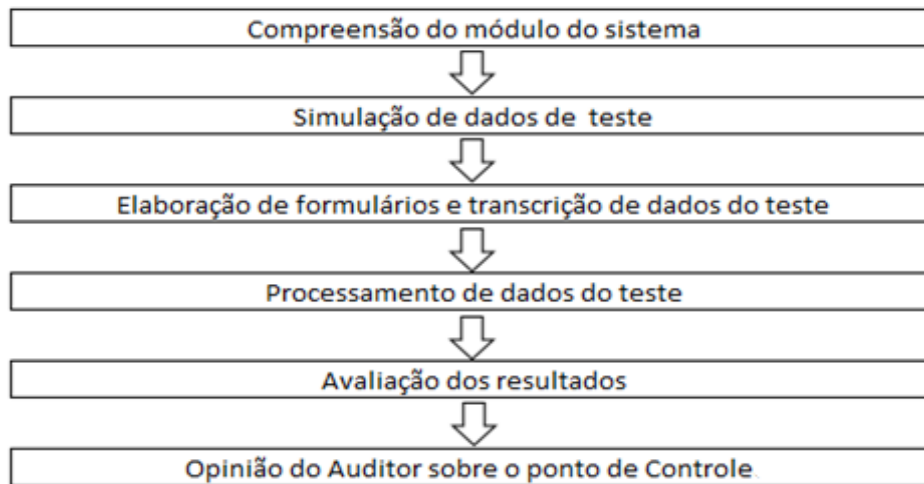 Compreensão do módulo do sistema
Simulação de dados de teste
Elaboração de formulários e transcrição de dados do teste
Processamento de dados do teste
Avaliação dos resultados
Opinião do Auditor sobre o ponto de Controle